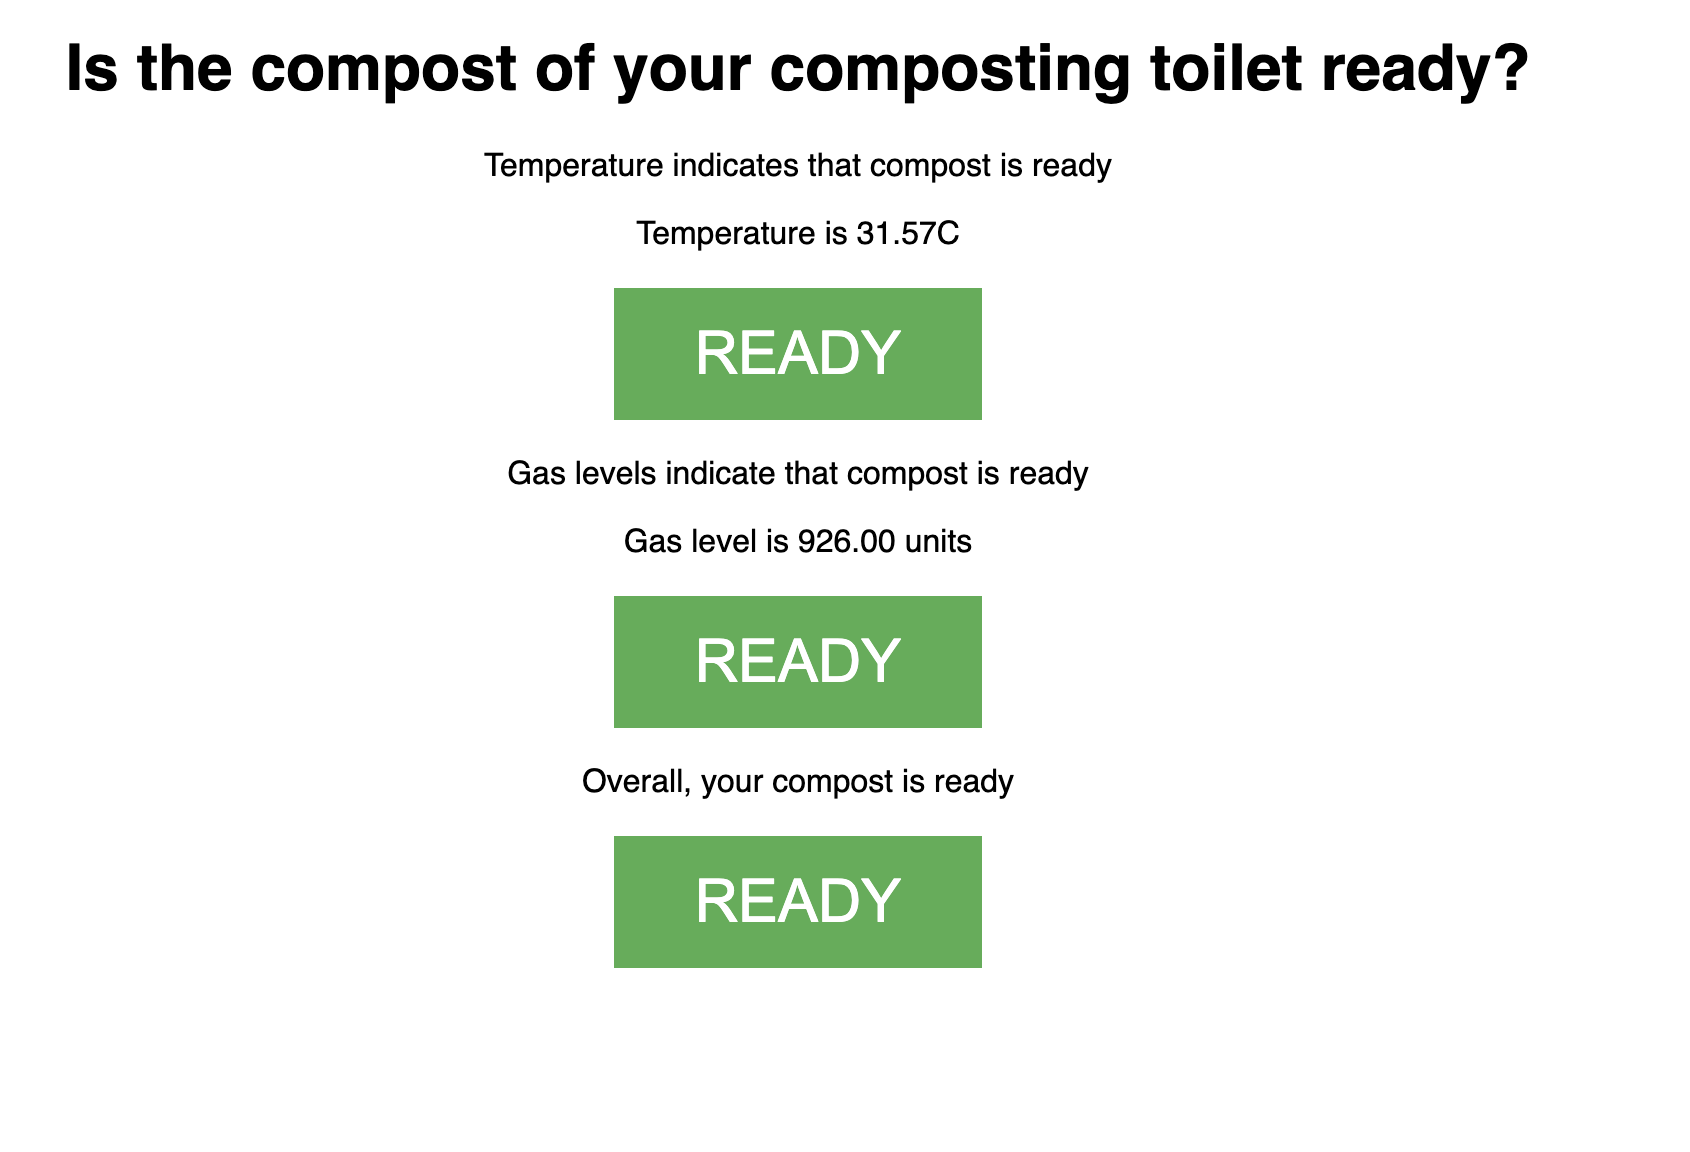 Is the compost of your composting toilet ready?
Temperature indicates that compost is ready
Temperature is 31.57C
READY
Gas levels indicate that compost is ready
Gas level is 926.00 units
READY
Overall, your compost is ready
READY